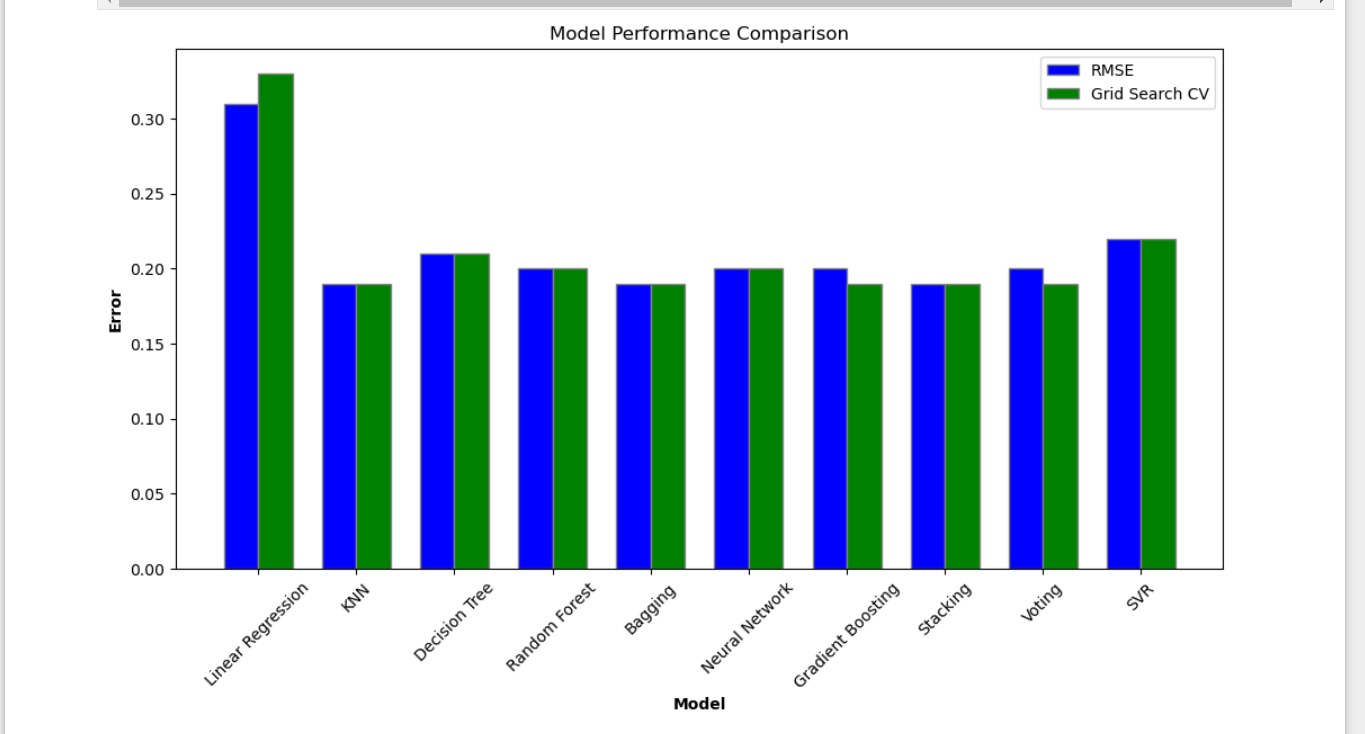 Model Performance Comparison
RMSE
Grid Search CV
0.30
0.25
0.20
0.15
0.10
0.05
0.00
Error
Linear Regression
KNN
Decision Tree
Random Forest
Bagging
Neural Network
Gradient Boosting
Stacking
Voting
SVR
Model